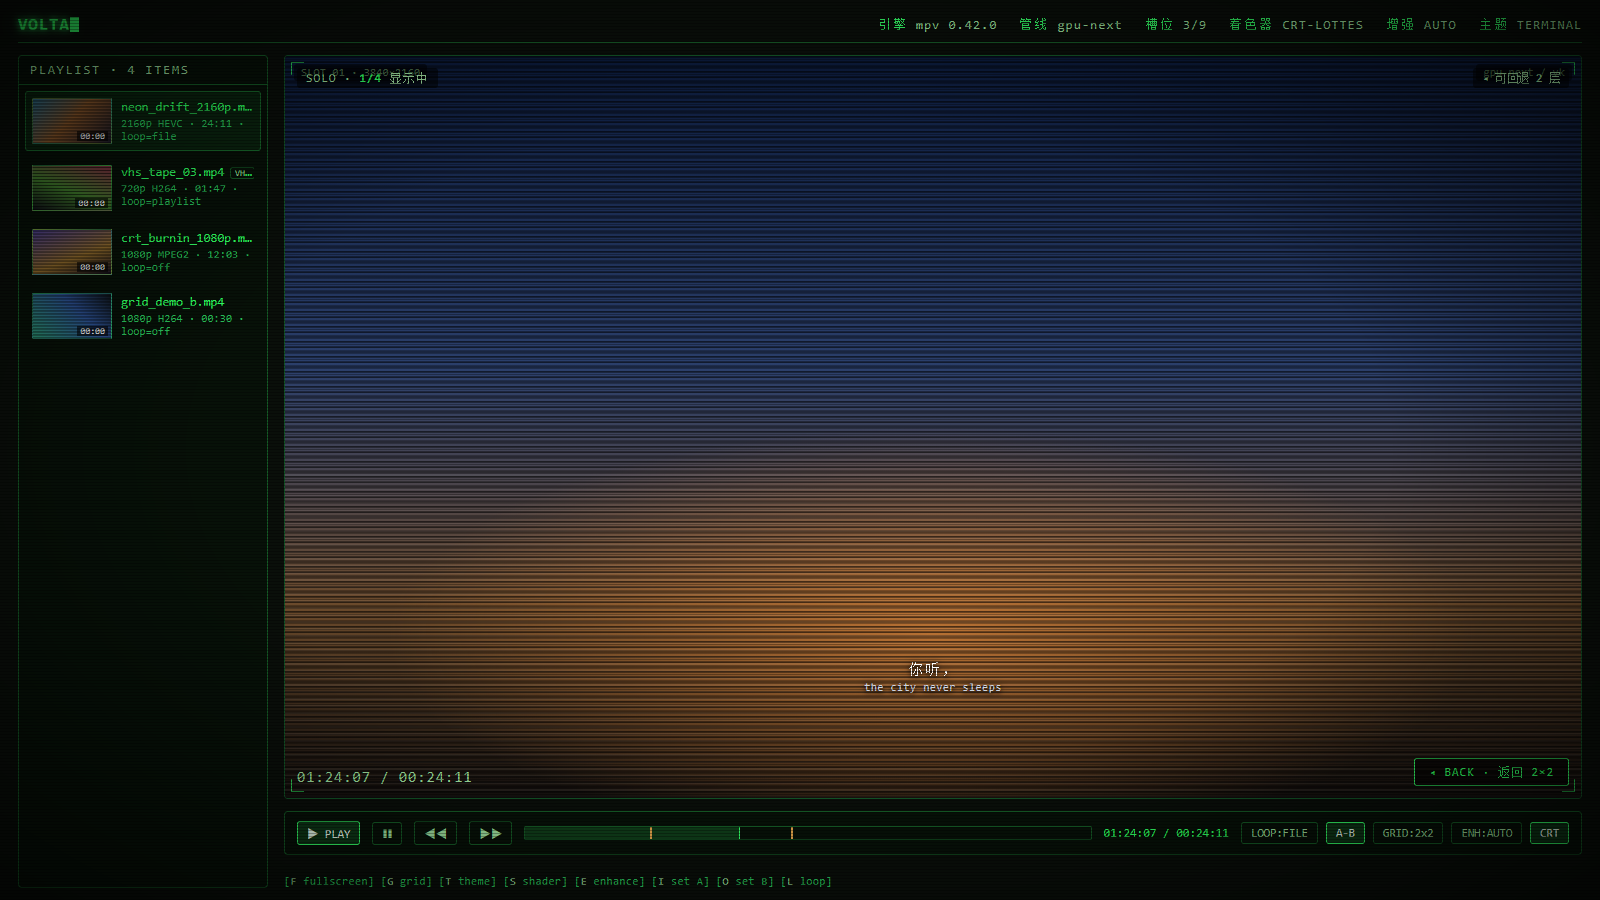 VOLTA
引擎 mpv 0.42.0 管线 gpu-next 槽位 3/9 着色器 CRT-LOTTES 增强 AUTO 主题 TERMINAL
PLAYLIST · 4 ITEMS
neon_drift_2160p.m…
2160p HEVC · 24:11 ·
loop=file
00:00
vhs_tape_03.mp4 VH…
720p H264 · 01:47 ·
loop=playlist
00:00
crt_burnin_1080p.m…
1080p MPEG2 · 12:03 ·
loop=off
00:00
grid_demo_b.mp4
1080p H264 · 00:30 ·
loop=off
00:00
SLOT 01 · 3840×2160
SOLO · 1/4 显示中
◂ 可回退 2 层
你听，
the city never sleeps
01:24:07 / 00:24:11
◂ BACK · 返回 2×2
▶ PLAY
01:24:07 / 00:24:11
LOOP:FILE A-B GRID:2x2 ENH:AUTO CRT
[F fullscreen] [G grid] [T theme] [S shader] [E enhance] [I set A] [O set B] [L loop]